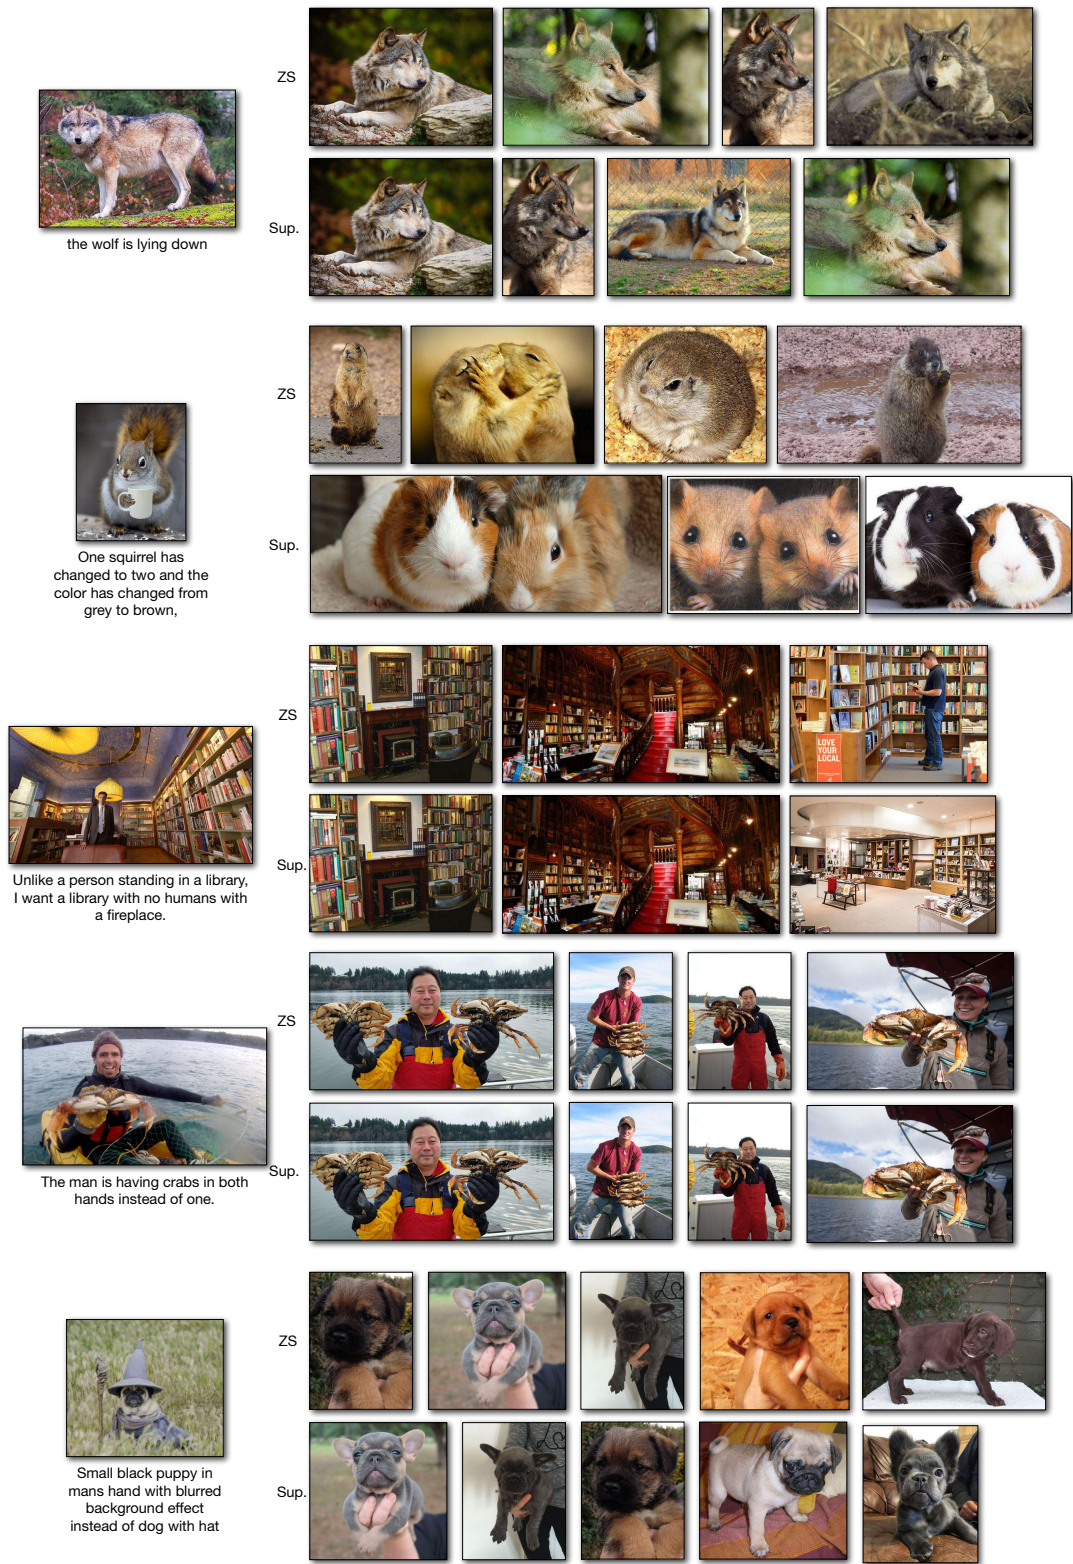 ZS
Sup.
the wolf is lying down
ZS
Sup.
One squirrel has
changed to two and the
color has changed from
grey to brown,
ZS
LOVE
YOUR
LOCAL
Sup.
Unlike a person standing in a library,
I want a library with no humans with
a fireplace.
ZS
Sup.
The man is having crabs in both
hands instead of one.
ZS
Sup.
Small black puppy in
mans hand with blurred
background effect
instead of dog with hat